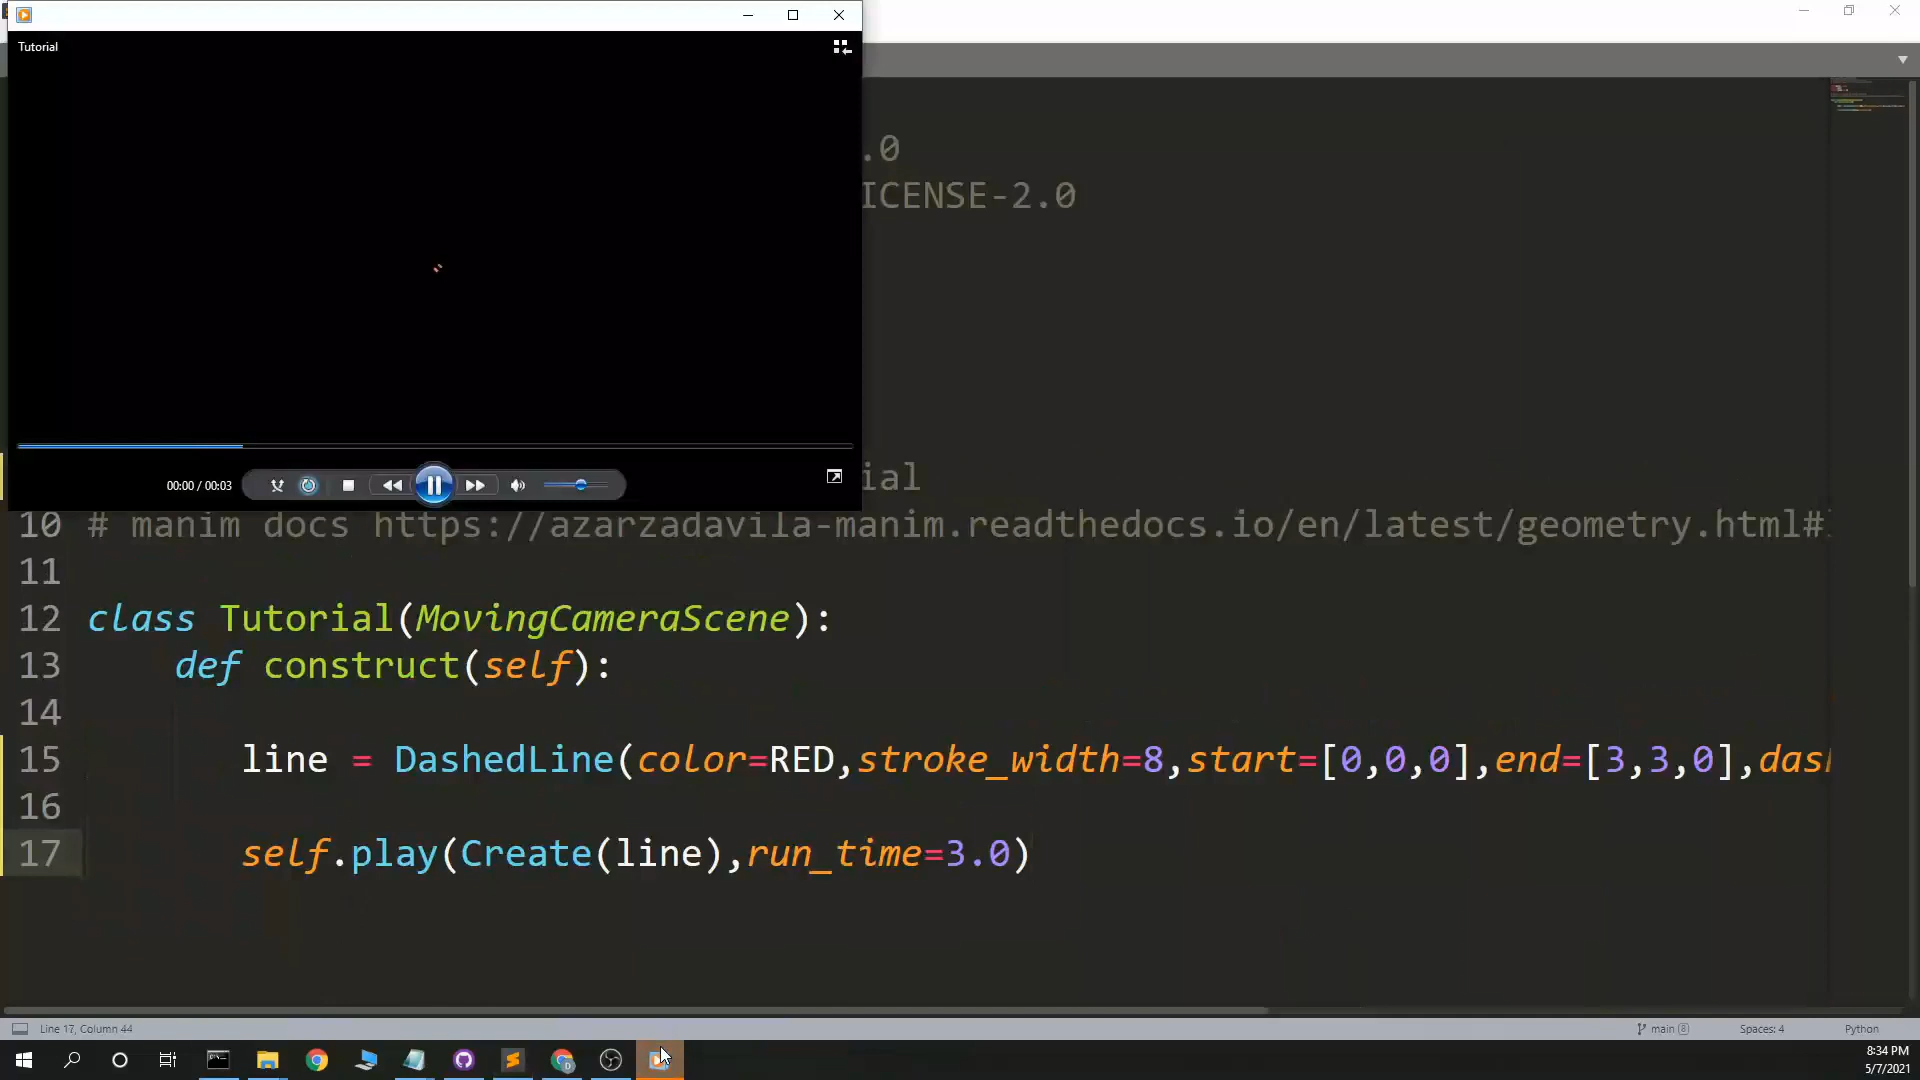 Tutorial
.0
ICENSE-2.0
ial
00:00 / 00:03
10 # manim docs https://azarzadavila-manim.readthedocs.io/en/latest/geometry.html#
11
12 class Tutorial(MovingCameraScene):
13 def construct(self):
14
15 line = DashedLine(color=RED,stroke_width=8,start=[0,0,0],end=[3,3,0],das
16
17 self.play(Create(line),run_time=3.0)
Line 17, Column 44
main 8
Spaces: 4
Python
8:34 PM
5/7/2021